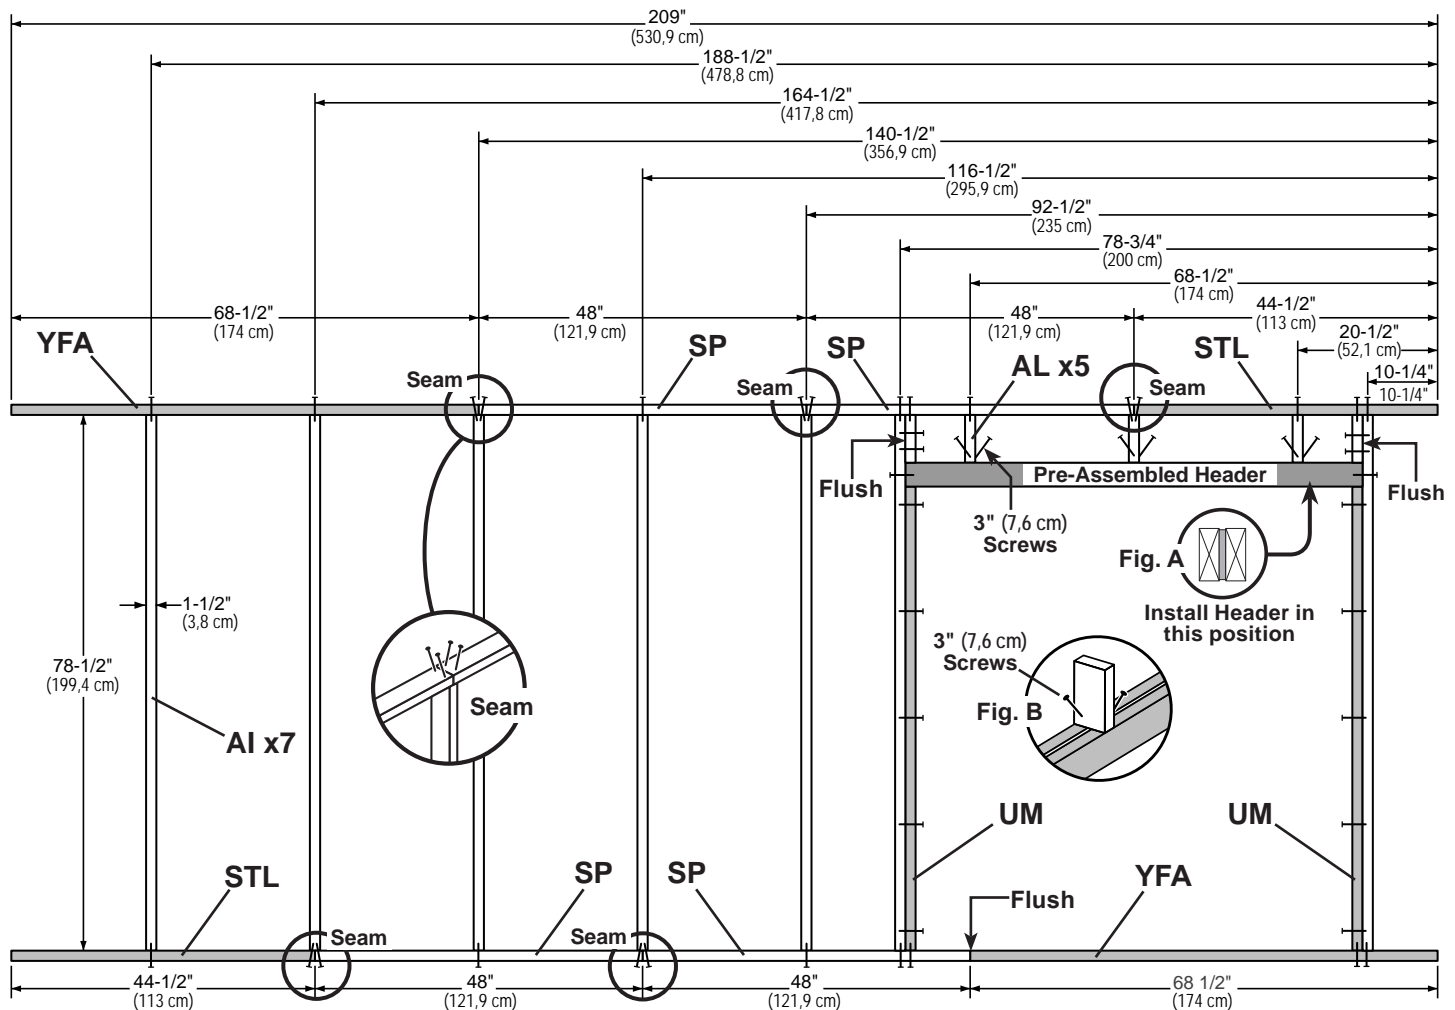 209"
(530,9 cm)
188-1/2"
(478,8 cm)
164-1/2"
(417,8 cm)
140-1/2"
(356,9 cm)
116-1/2"
(295,9 cm)
92-1/2"
(235 cm)
78-3/4"
(200 cm)
68-1/2"
(174 cm)
68-1/2"
(174 cm)
48"
(121,9 cm)
48"
(121,9 cm)
44-1/2"
(113 cm)
20-1/2"
(52,1 cm)
10-1/4"
10-1/4"
YFA
SP
SP
AL x5
STL
Seam
Seam
Seam
Flush
Pre-Assembled Header
Flush
3" (7,6 cm)
Screws
Fig. A
Install Header in
this position
1-1/2"
(3,8 cm)
78-1/2"
(199,4 cm)
3" (7,6 cm)
Screws
Fig. B
Seam
AI x7
UM
UM
STL
SP
SP
YFA
Flush
Seam
Seam
44-1/2"
(113 cm)
48"
(121,9 cm)
48"
(121,9 cm)
68 1/2"
(174 cm)